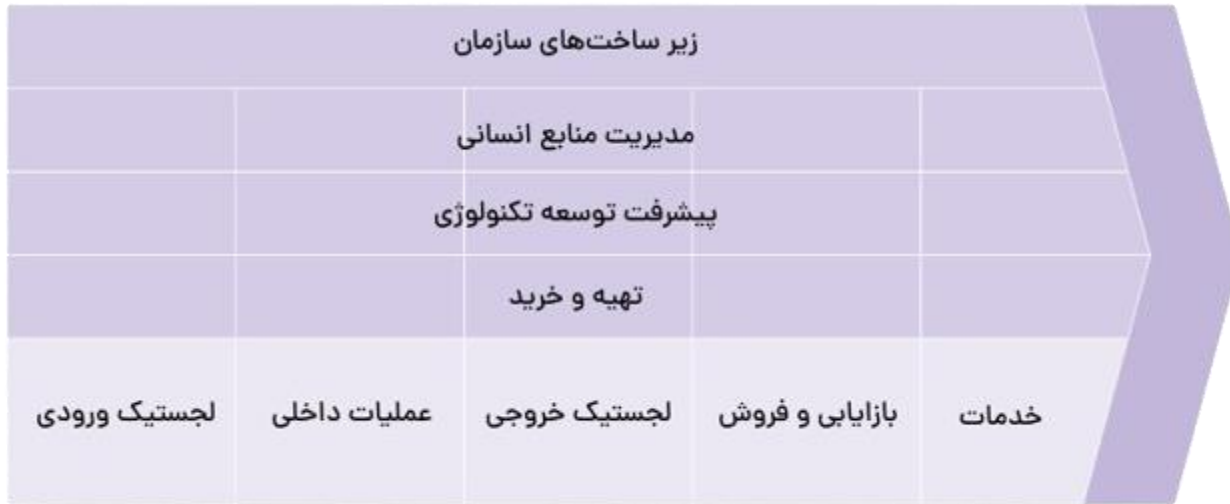 زیر ساخت‌های سازمان
مدیریت منابع انسانی
پیشرفت توسعه تکنولوژی
تهیه و خرید
لجستیک ورودی
عملیات داخلی
لجستیک خروجی
بازایابی و فروش
خدمات